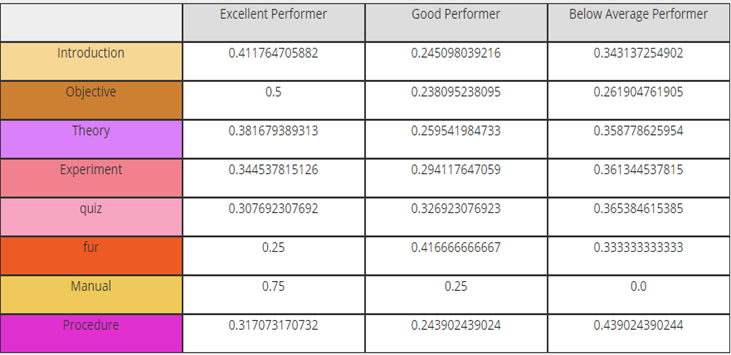 Excellent Performer Good Performer Below Average Performer
Introduction 0.411764705882 0.245098039216 0.343137254902
Objective 0.5 0.238095238095 0.261904761905
Theory 0.381679389313 0.259541984733 0.358778625954
Experiment 0.344537815126 0.294117647059 0.361344537815
quiz 0.307692307692 0.326923076923 0.365384615385
fur 0.25 0.416666666667 0.333333333333
Manual 0.75 0.25 0.0
Procedure 0.317073170732 0.243902439024 0.439024390244